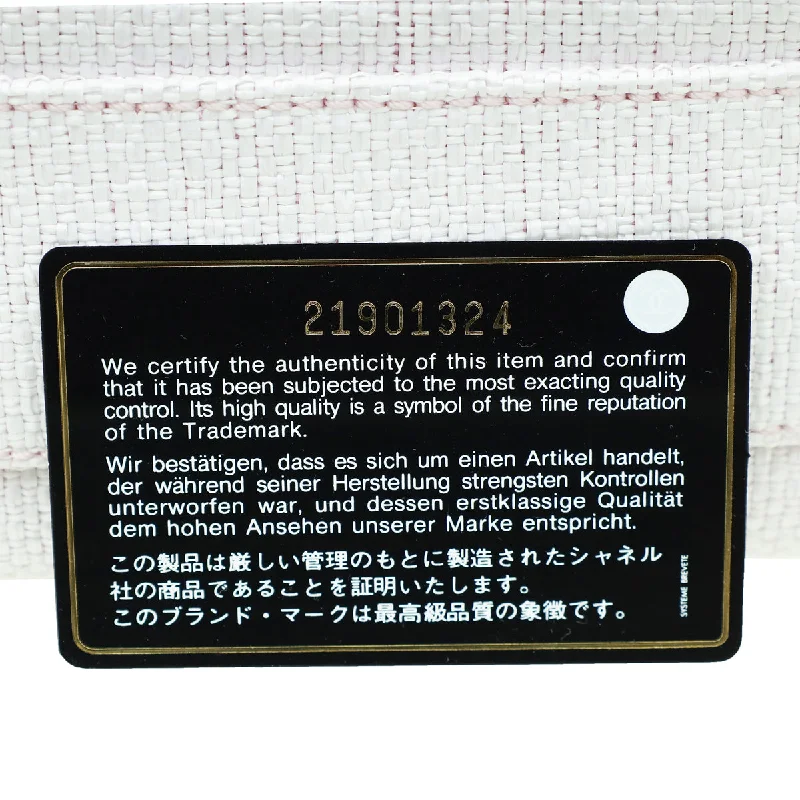 21901324
We certify the authenticity of this item and confirm
that it has been subjected to the most exacting quality
control. Its high quality is a symbol of the fine reputation
of the Trademark.
Wir bestätigen, dass es sich um einen Artikel handelt,
der während seiner Herstellung strengsten Kontrollen
unterworfen war, und dessen erstklassige Qualität
dem hohen Ansehen unserer Marke entspricht.
この製品は厳しい管理のもとに製造されたシャネル
社の商品であることを証明いたします。
このブランド・マークは最高級品質の象徴です。
SYSTEME BREVETE